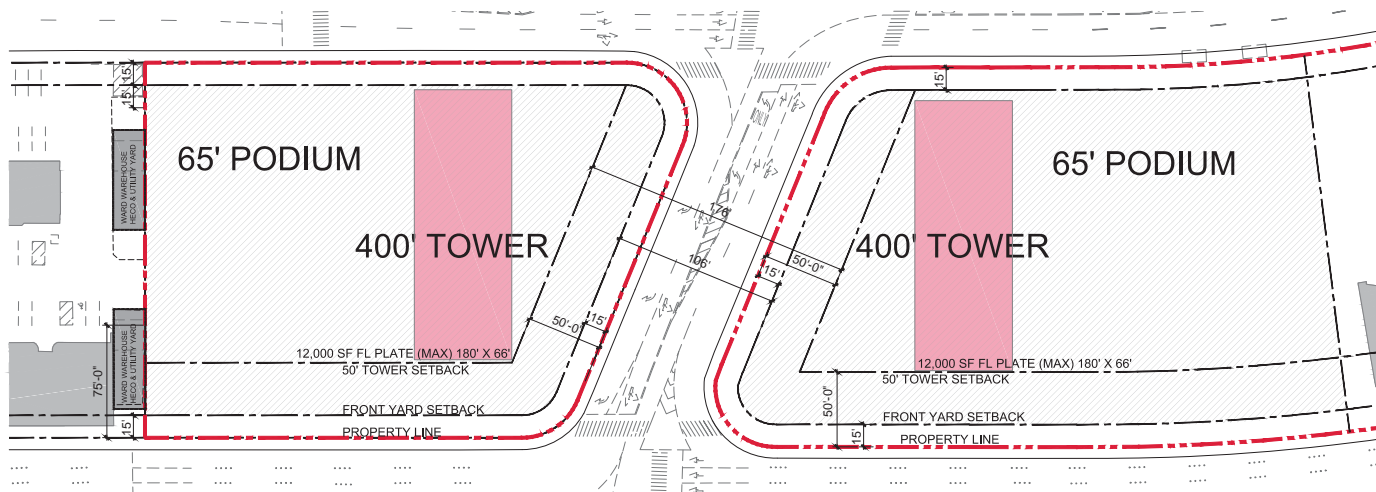 15'
15'
15'
65' PODIUM
65' PODIUM
WARD WAREHOUSE
HECO & UTILITY YARD
176'
400' TOWER
400' TOWER
106'
15'
50'-0"
50'-0"
15'
WARD WAREHOUSE
HECO & UTILITY YARD
75'-0"
12,000 SF FL PLATE (MAX) 180' X 66'
50' TOWER SETBACK
12,000 SF FL PLATE (MAX) 180' X 66'
50' TOWER SETBACK
50'-0"
FRONT YARD SETBACK
FRONT YARD SETBACK
15'
PROPERTY LINE
15'
PROPERTY LINE